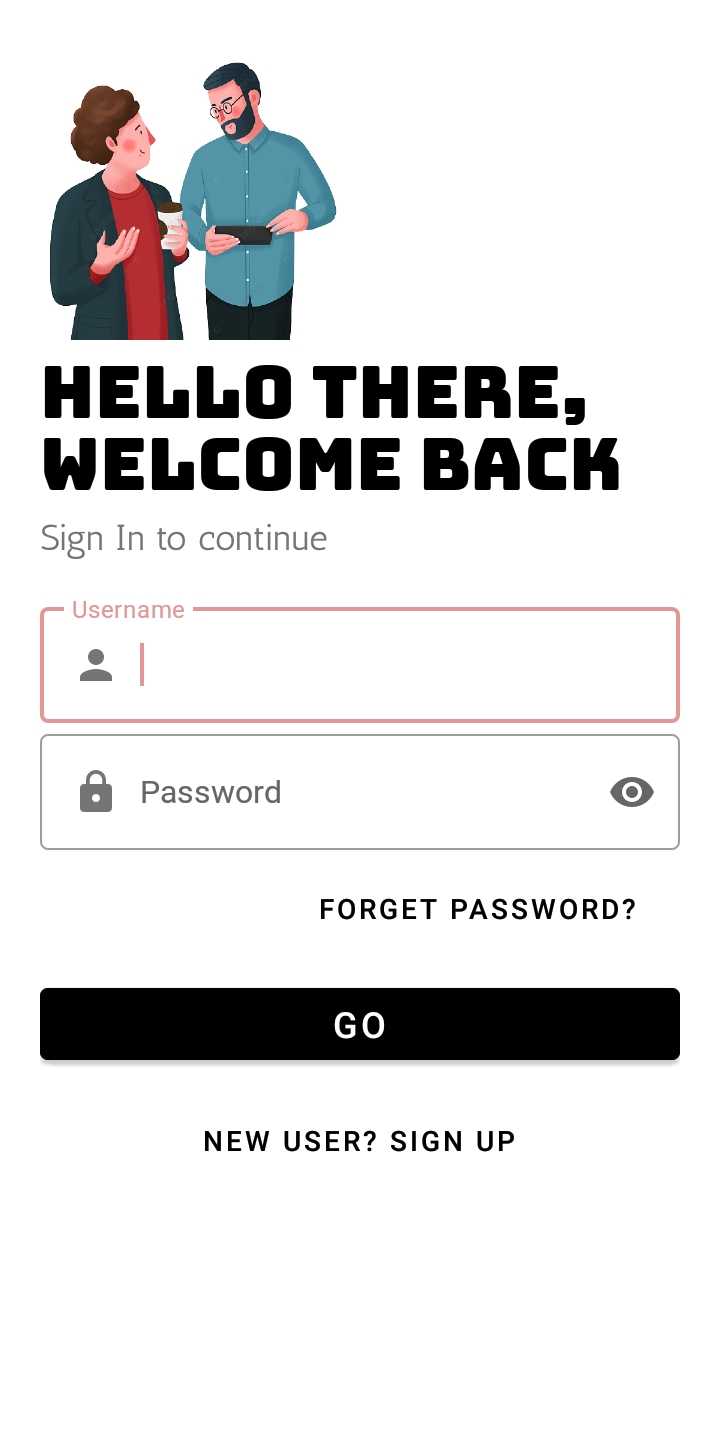 HELLO THERE,
WELCOME BACK
Sign In to continue
Username
Password
FORGET PASSWORD?
GO
NEW USER? SIGN UP